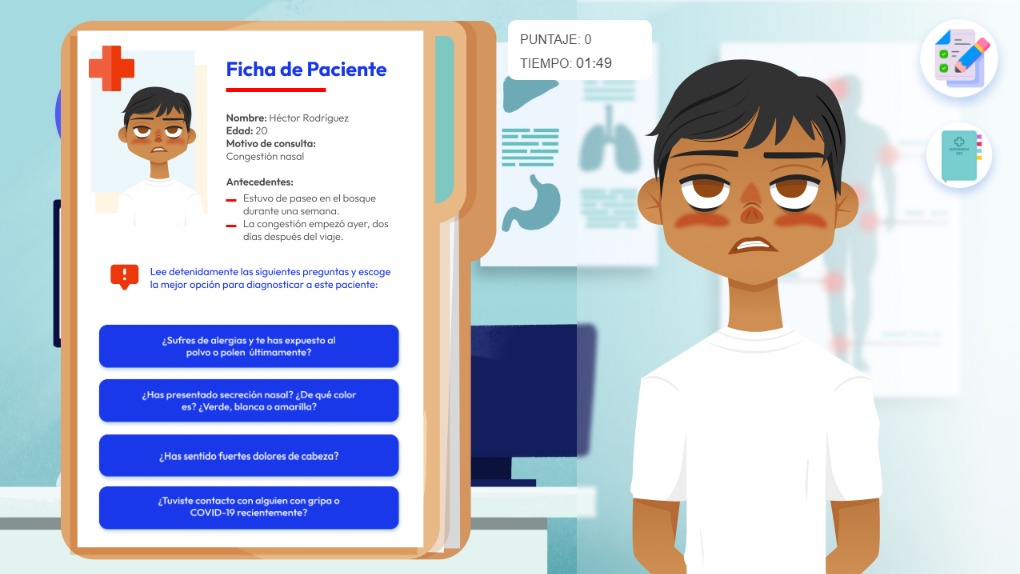 PUNTAJE: 0
TIEMPO: 01:49
Ficha de Paciente
Nombre: Héctor Rodríguez
Edad: 20
Motivo de consulta:
Congestión nasal
Antecedentes:
Estuvo de paseo en el bosque
durante una semana.
La congestión empezó ayer, dos
días después del viaje.
Lee detenidamente las siguientes preguntas y escoge
la mejor opción para diagnosticar a este paciente:
¿Sufres de alergias y te has expuesto al
polvo o polen últimamente?
¿Has presentado secreción nasal? ¿De qué color
es? ¿Verde, blanca o amarilla?
¿Has sentido fuertes dolores de cabeza?
¿Tuviste contacto con alguien con gripa o
COVID-19 recientemente?